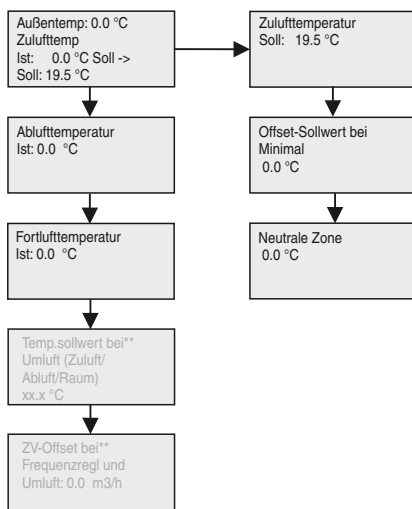 Außentemp: 0.0 °C
Zulufttemp
Ist: 0.0 °C Soll ->
Soll: 19.5 °C
Zulufttemperatur
Soll: 19.5 °C
Ablufttemperatur
Ist: 0.0 °C
Offset-Sollwert bei
Minimal
0.0 °C
Fortlufttemperatur
Ist: 0.0 °C
Neutrale Zone
0.0 °C
Temp.sollwert bei**
Umluft (Zuluft/
Abluft/Raum)
xx.x °C
ZV-Offset bei**
Frequenzregl und
Umluft: 0.0 m3/h